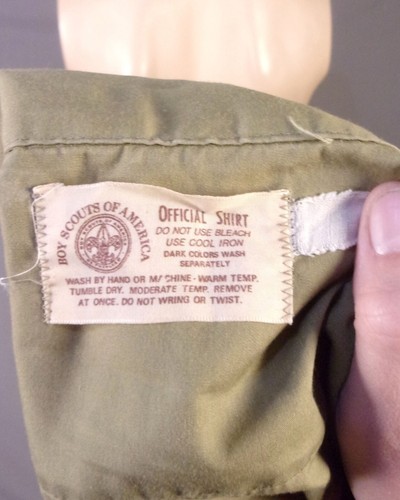 BOY SCOUTS OF AMERICA
OFFICIAL SHIRT
DO NOT USE BLEACH
USE COOL IRON
DARK COLORS WASH
SEPARATELY
WASH BY HAND OR MACHINE-WARM TEMP.
TUMBLE DRY. MODERATE TEMP. REMOVE
AT ONCE. DO NOT WRING OR TWIST.